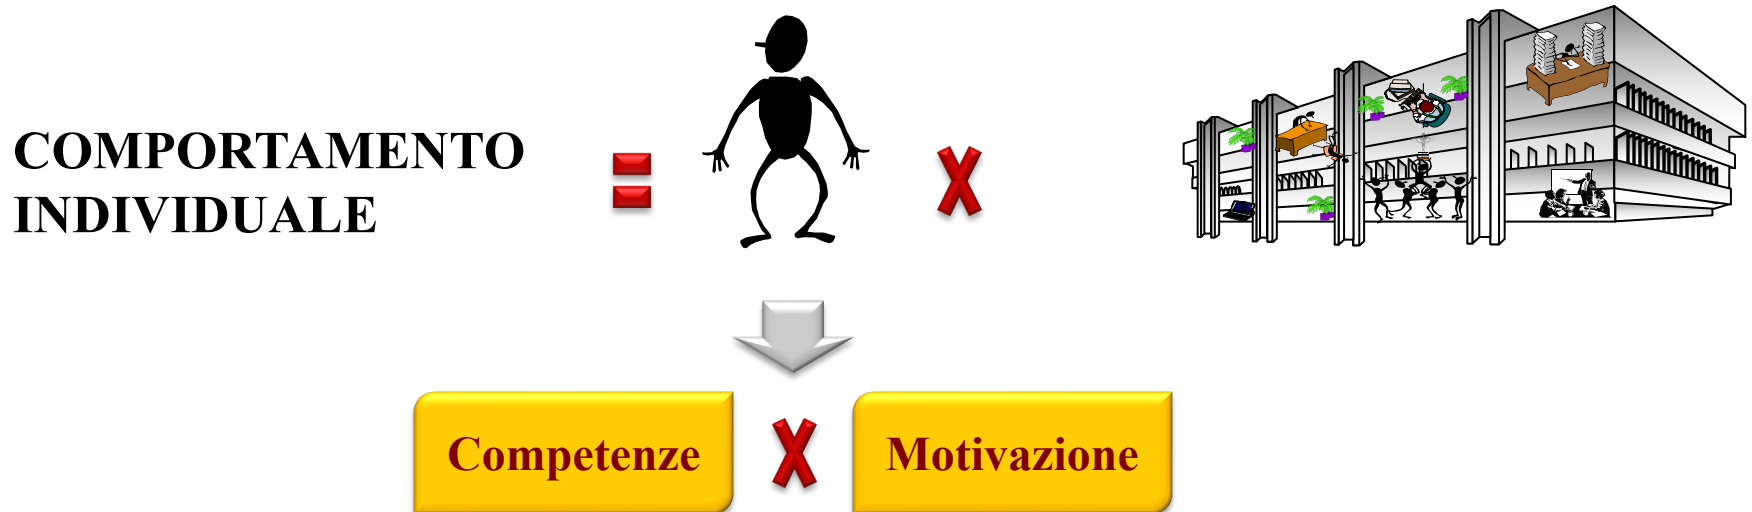 COMPORTAMENTO
INDIVIDUALE
=
X
Competenze X Motivazione